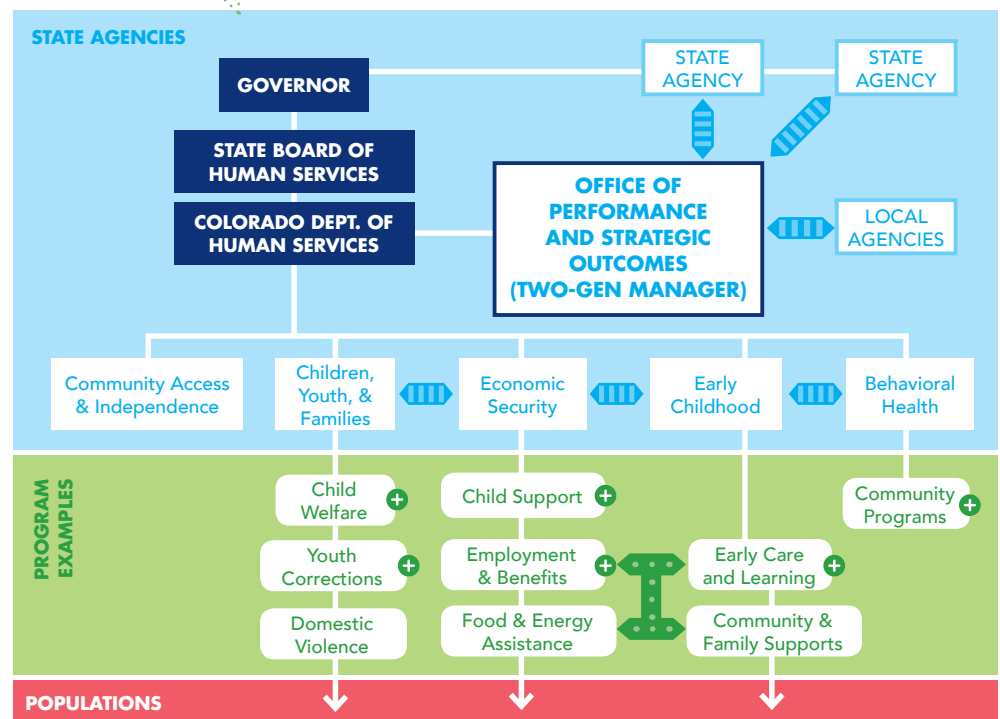 STATE AGENCIES
GOVERNOR
STATE
AGENCY
STATE
AGENCY
STATE BOARD OF
HUMAN SERVICES
COLORADO DEPT. OF
HUMAN SERVICES
OFFICE OF
PERFORMANCE
AND STRATEGIC
OUTCOMES
(TWO-GEN MANAGER)
LOCAL
AGENCIES
Community Access
& Independence
Children,
Youth, &
Families
Economic
Security
Early
Childhood
Behavioral
Health
PROGRAM
EXAMPLES
Child
Welfare
Youth
Corrections
Domestic
Violence
Child Support
Employment
& Benefits
Food & Energy
Assistance
Early Care
and Learning
Community &
Family Supports
Community
Programs
POPULATIONS